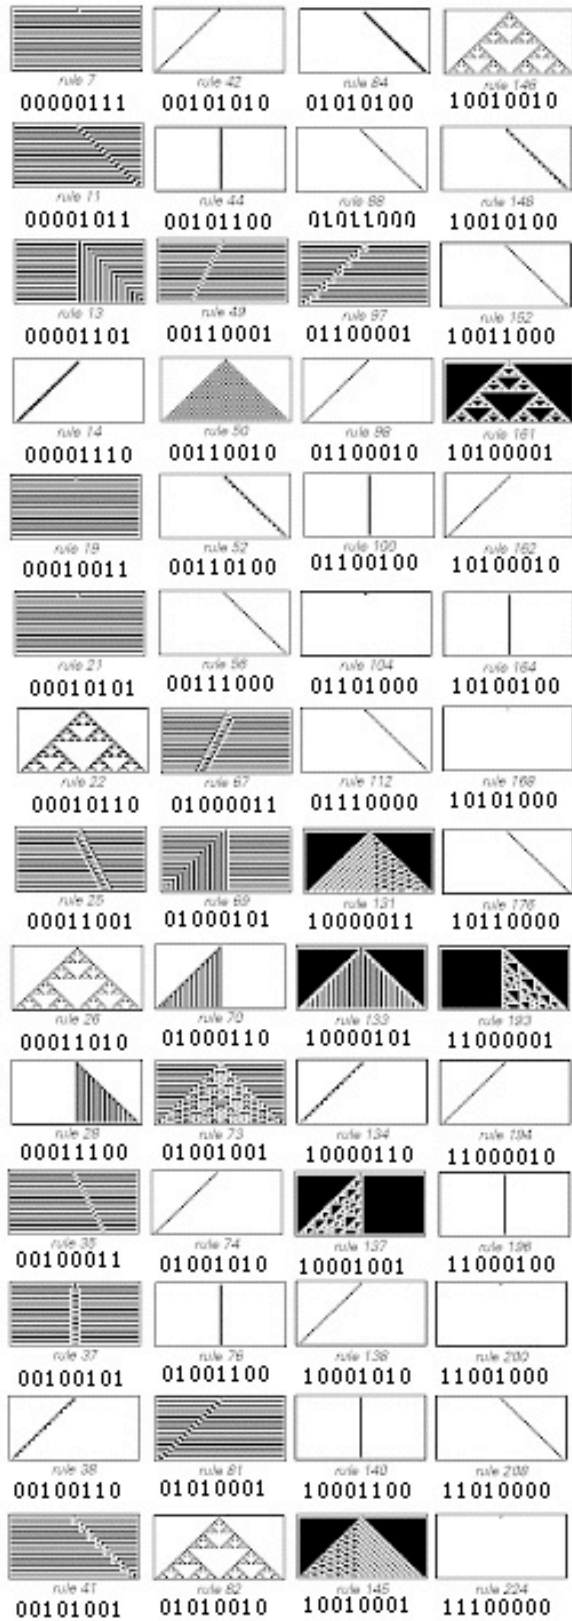 rule 7 rule 42 rule 84 rule 146
00000111 00101010 01010100 10010010
rule 11 rule 44 rule 88 rule 148
00001011 00101100 01011000 10010100
rule 13 rule 49 rule 97 rule 152
00001101 00110001 01100001 10011000
rule 14 rule 50 rule 98 rule 161
00001110 00110010 01100010 10100001
rule 19 rule 52 rule 100 rule 162
00010011 00110100 01100100 10100010
rule 21 rule 56 rule 104 rule 164
00010101 00111000 01101000 10100100
rule 22 rule 67 rule 112 rule 168
00010110 01000011 01110000 10101000
rule 25 rule 69 rule 131 rule 176
00011001 01000101 10000011 10110000
rule 26 rule 70 rule 133 rule 193
00011010 01000110 10000101 11000001
rule 28 rule 73 rule 134 rule 194
00011100 01001001 10000110 11000010
rule 35 rule 74 rule 137 rule 196
00100011 01001010 10001001 11000100
rule 37 rule 76 rule 138 rule 200
00100101 01001100 10001010 11001000
rule 38 rule 81 rule 140 rule 208
00100110 01010001 10001100 11010000
rule 41 rule 82 rule 145 rule 224
00101001 01010010 10010001 11100000